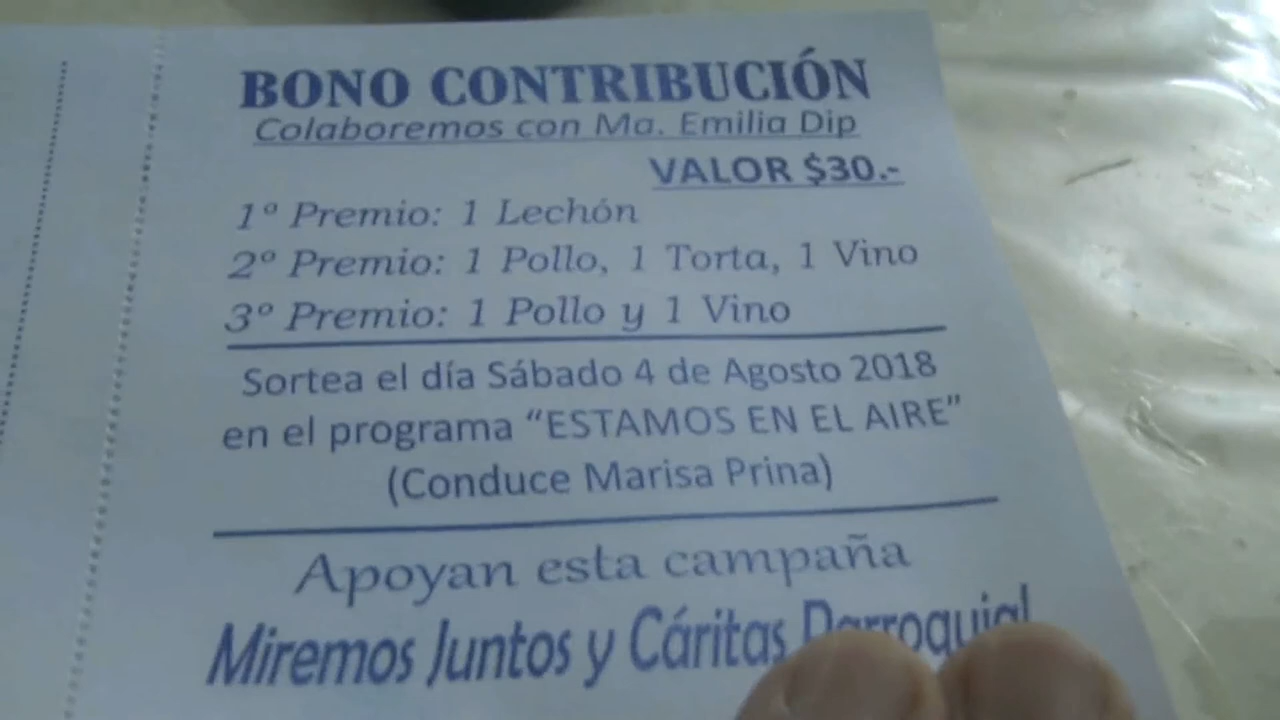 BONO CONTRIBUCIÓN
Colaboremos con Ma. Emilia Dip
VALOR $30.-
1º Premio: 1 Lechón
2º Premio: 1 Pollo, 1 Torta, 1 Vino
3º Premio: 1 Pollo y 1 Vino
Sortea el día Sábado 4 de Agosto 2018
en el programa “ESTAMOS EN EL AIRE”
(Conduce Marisa Prina)
Apoyan esta campaña
Miremos Juntos y Cáritas Parroquial